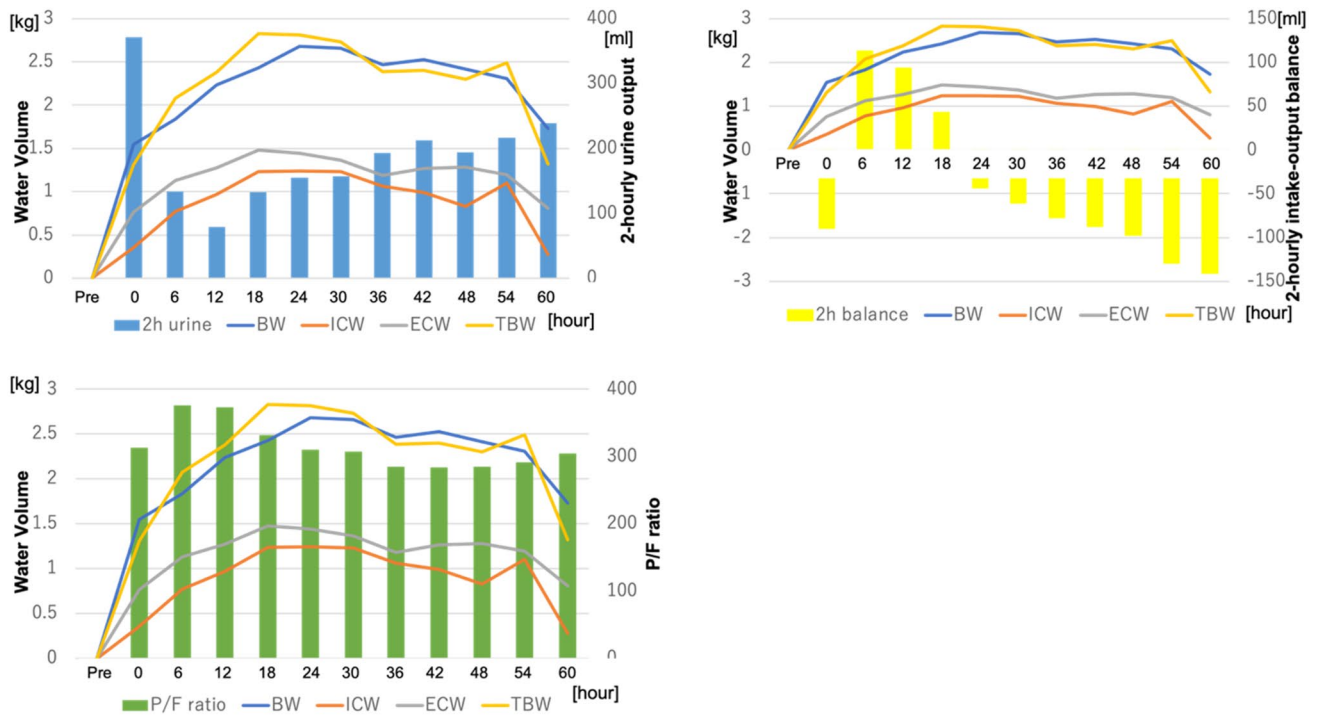 [kg] 3 400
2.5 [ml]
300
2
1.5 200
1
100
0.5
0 0
Water Volume
2-hourly urine output
Pre 0 6 12 18 24 30 36 42 48 54 60
2h urine BW ICW ECW TBW [hour]
3 150 [ml]
[kg]
2 100
1 50
0 0
Pre 0 6 12 18 24 30 36 42 48 54 60
-1 -50
-2 -100
-3 -150
Water Volume
2-hourly intake-output balance
2h balance BW ICW ECW TBW [hour]
[kg] 3 400
2.5
300
2
1.5 200
1
100
0.5
0 0
Water Volume
P/F ratio
Pre 0 6 12 18 24 30 36 42 48 54 60
[hour]
P/F ratio BW ICW ECW TBW